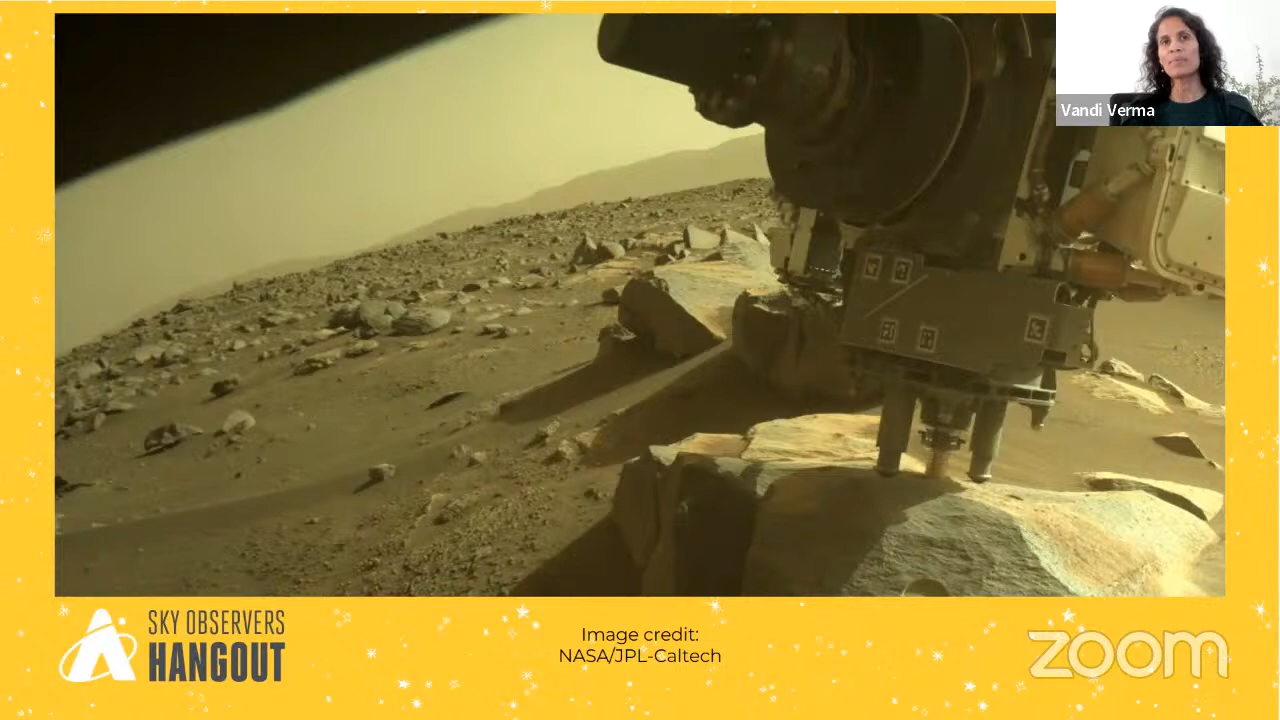 Vandi Verma
SKY OBSERVERS
HANGOUT
Image credit:
NASA/JPL-Caltech
zoom